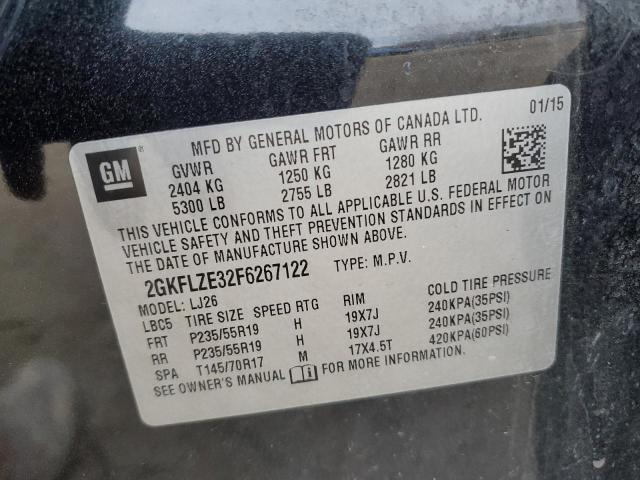 01/15
MFD BY GENERAL MOTORS OF CANADA LTD.
GM ®
GVWR GAWR FRT GAWR RR
2404 KG 1250 KG 1280 KG
5300 LB 2755 LB 2821 LB
THIS VEHICLE CONFORMS TO ALL APPLICABLE U.S. FEDERAL MOTOR
VEHICLE SAFETY AND THEFT PREVENTION STANDARDS IN EFFECT ON
THE DATE OF MANUFACTURE SHOWN ABOVE.
2GKFLZE32F6267122 TYPE: M.P.V.
MODEL: LJ26
LBC5 TIRE SIZE SPEED RTG RIM COLD TIRE PRESSURE
FRT P235/55R19 H 19X7J 240KPA(35PSI)
RR P235/55R19 H 19X7J 240KPA(35PSI)
SPA T145/70R17 M 17X4.5T 420KPA(60PSI)
SEE OWNER'S MANUAL FOR MORE INFORMATION.